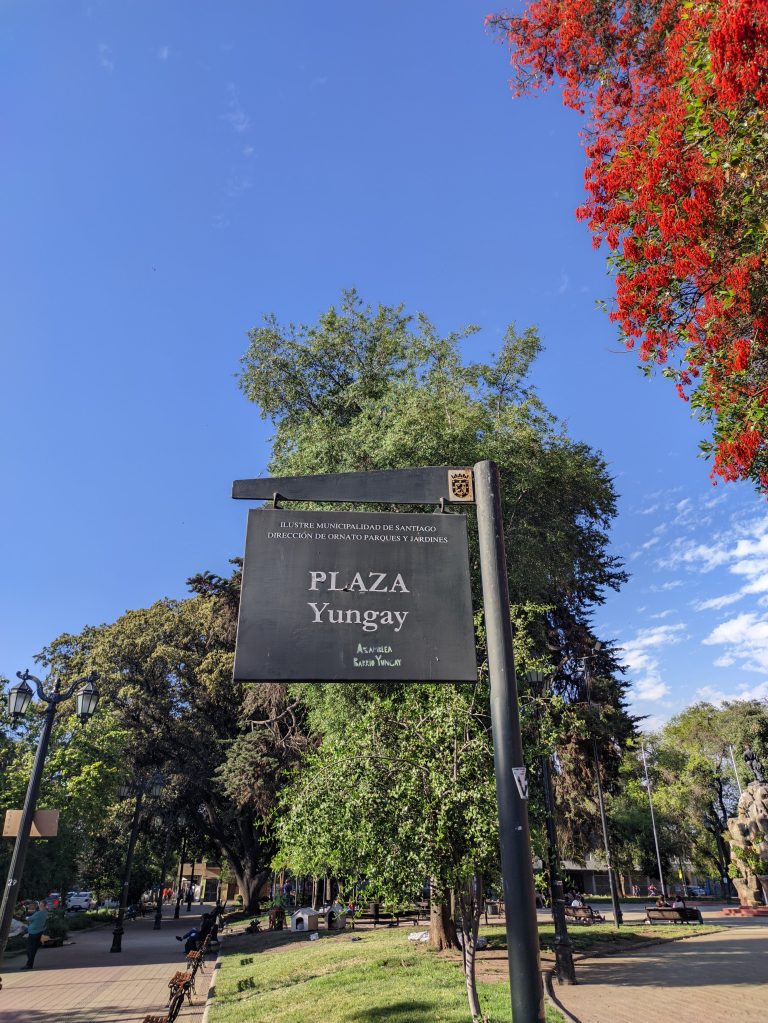 ILUSTRE MUNICIPALIDAD DE SANTIAGO
DIRECCIÓN DE ORNATO PARQUES Y JARDINES
PLAZA
Yungay
ASAMBLEA
BARRIO YUNGAY